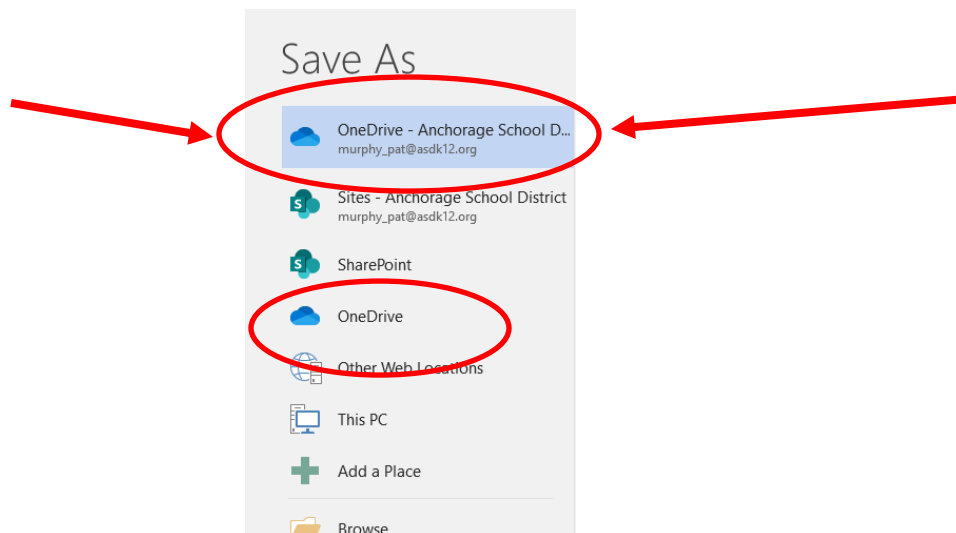 Save As
OneDrive - Anchorage School D...
murphy_pat@asdk12.org
Sites - Anchorage School District
murphy_pat@asdk12.org
SharePoint
OneDrive
Other Web Locations
This PC
Add a Place
Browse